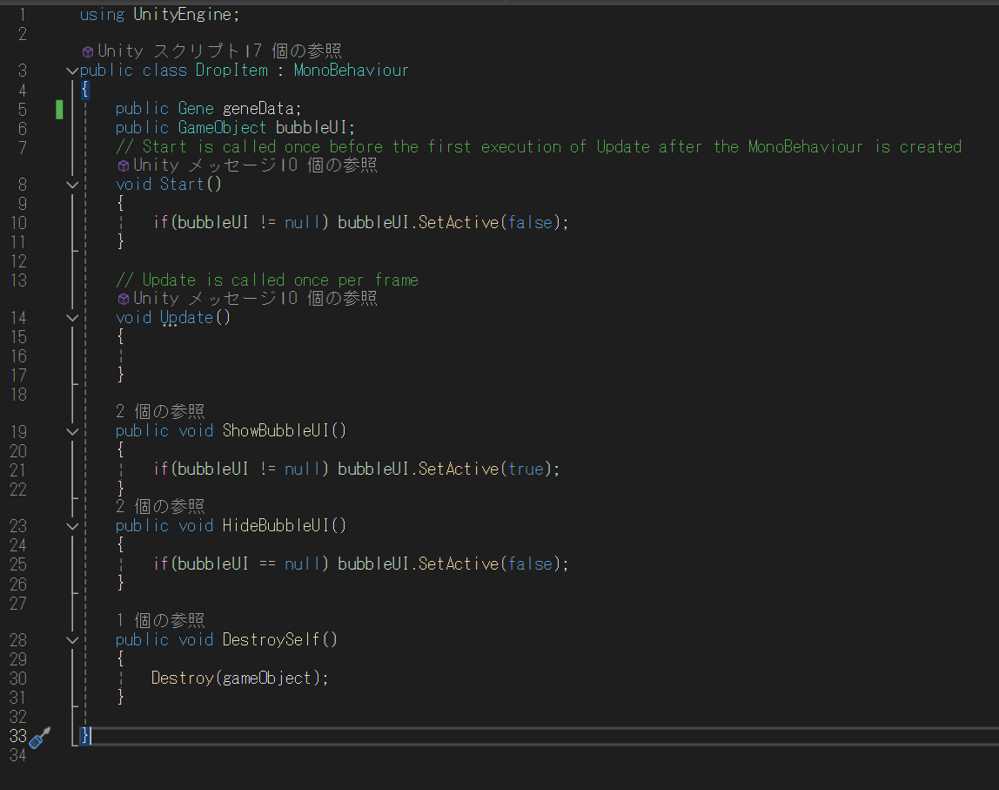 1 using UnityEngine;
2
Unity スクリプト|7 個の参照
3 public class DropItem : MonoBehaviour
4 {
5 public Gene geneData;
6 public GameObject bubbleUI;
7 // Start is called once before the first execution of Update after the MonoBehaviour is created
Unity メッセージ|0 個の参照
8 void Start()
9 {
10 if(bubbleUI != null) bubbleUI.SetActive(false);
11 }
12
13 // Update is called once per frame
Unity メッセージ|0 個の参照
14 void Update()
15 {
16
17 }
18
2 個の参照
19 public void ShowBubbleUI()
20 {
21 if(bubbleUI != null) bubbleUI.SetActive(true);
22 }
2 個の参照
23 public void HideBubbleUI()
24 {
25 if(bubbleUI == null) bubbleUI.SetActive(false);
26 }
27
1 個の参照
28 public void DestroySelf()
29 {
30 Destroy(gameObject);
31 }
32
33 }
34